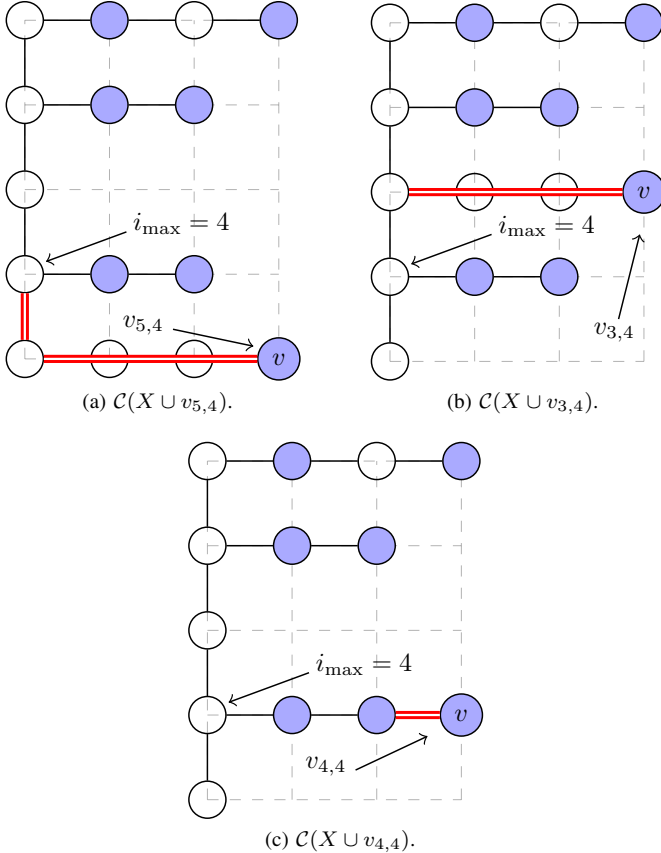 i_max = 4
v_{5,4}
v
(a) 𝒞(X ∪ v_{5,4}).
v
i_max = 4
v_{3,4}
(b) 𝒞(X ∪ v_{3,4}).
i_max = 4
v
v_{4,4}
(c) 𝒞(X ∪ v_{4,4}).